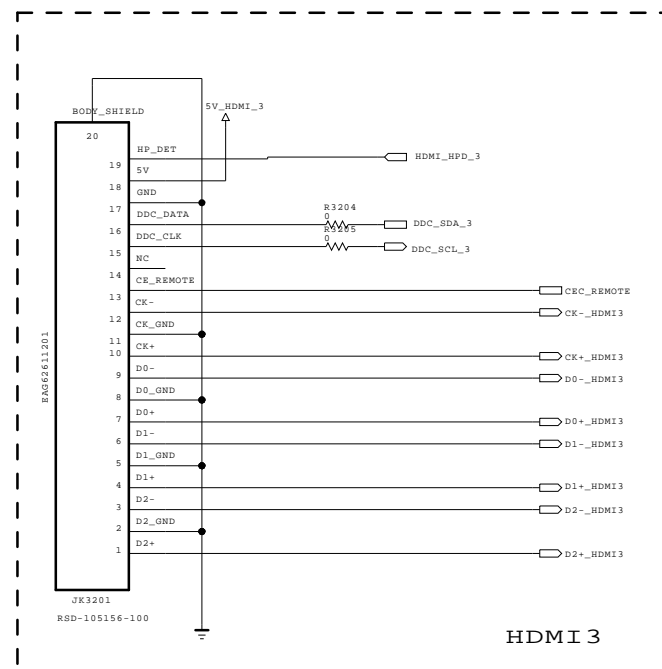 BODY_SHIELD
5V_HDMI_3
20
HP_DET
HDMI_HPD_3
19
5V
18
GND
R3204
0
17
DDC_DATA
DDC_SDA_3
R3205
0
16
DDC_CLK
DDC_SCL_3
15
NC
14
CE_REMOTE
CEC_REMOTE
13
CK-
CK-_HDMI3
12
CK_GND
11
CK+
CK+_HDMI3
10
D0-
D0-_HDMI3
9
D0_GND
8
D0+
D0+_HDMI3
7
D1-
D1-_HDMI3
6
D1_GND
5
D1+
D1+_HDMI3
4
D2-
D2-_HDMI3
3
D2_GND
2
D2+
D2+_HDMI3
1
EAG62611201
JK3201
RSD-105156-100
HDMI3